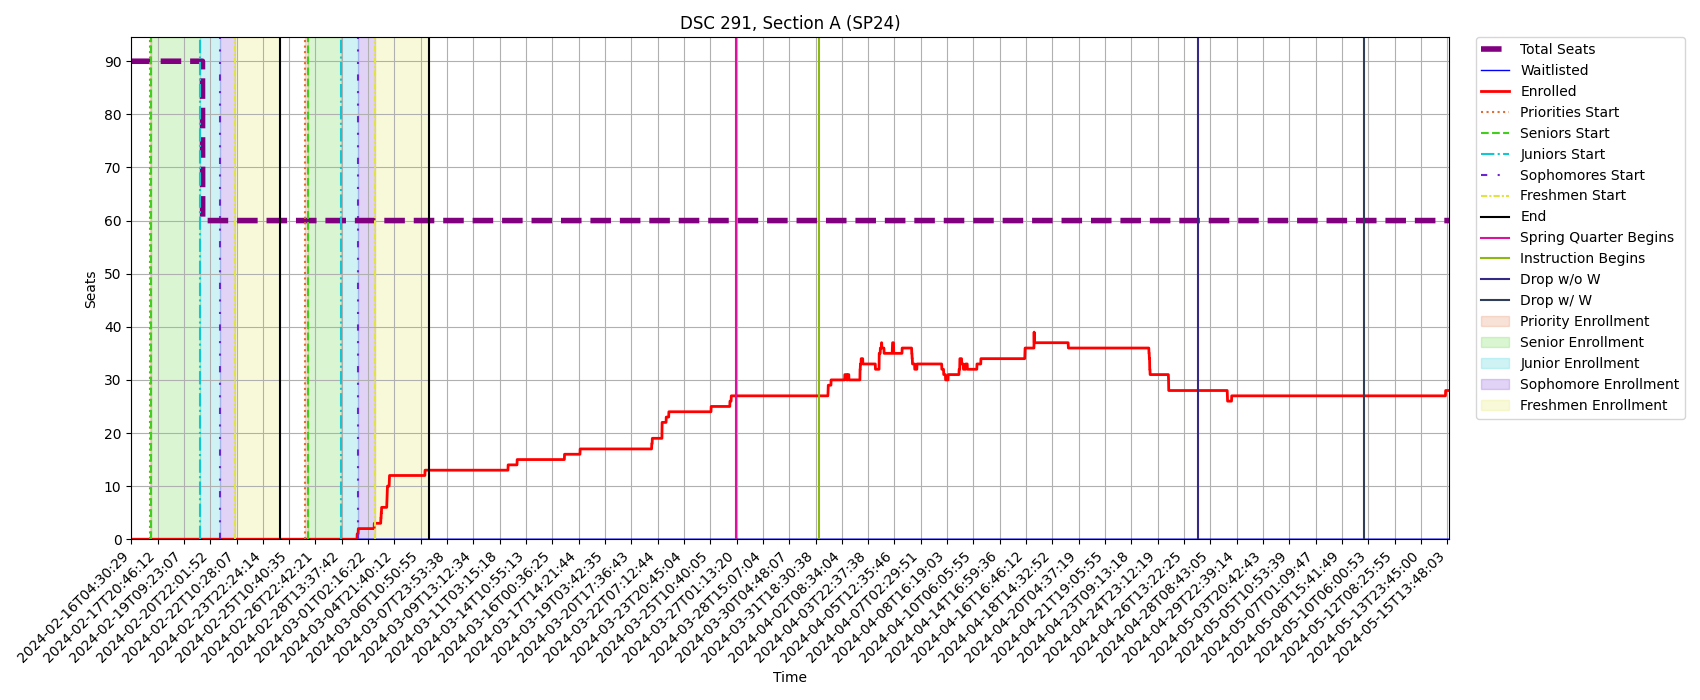 DSC 291, Section A (SP24)
Seats
90
80
70
60
50
40
30
20
10
0
2024-02-16T04:30:29
2024-02-17T20:46:12
2024-02-19T09:23:07
2024-02-20T22:01:52
2024-02-22T10:28:07
2024-02-23T22:24:14
2024-02-25T10:40:35
2024-02-26T22:42:21
2024-02-28T13:37:42
2024-03-01T02:16:22
2024-03-04T21:40:12
2024-03-06T10:50:55
2024-03-07T23:53:38
2024-03-09T13:12:34
2024-03-11T03:15:18
2024-03-14T10:55:13
2024-03-16T00:36:25
2024-03-17T14:21:44
2024-03-19T03:42:35
2024-03-20T17:36:43
2024-03-22T07:12:44
2024-03-23T20:45:04
2024-03-25T10:40:05
2024-03-27T01:13:20
2024-03-28T15:07:04
2024-03-30T04:48:07
2024-03-31T18:30:38
2024-04-02T08:34:04
2024-04-03T22:37:38
2024-04-05T12:35:46
2024-04-07T02:29:51
2024-04-08T16:19:03
2024-04-10T06:05:55
2024-04-14T16:59:36
2024-04-16T16:46:12
2024-04-18T14:32:52
2024-04-20T04:37:19
2024-04-21T19:05:55
2024-04-23T09:13:18
2024-04-24T23:12:19
2024-04-26T13:22:25
2024-04-28T08:43:05
2024-04-29T22:39:14
2024-05-03T20:42:43
2024-05-05T10:53:39
2024-05-07T01:09:47
2024-05-08T15:41:49
2024-05-10T06:00:53
2024-05-12T08:25:55
2024-05-13T23:45:00
2024-05-15T13:48:03
Time
Total Seats
Waitlisted
Enrolled
Priorities Start
Seniors Start
Juniors Start
Sophomores Start
Freshmen Start
End
Spring Quarter Begins
Instruction Begins
Drop w/o W
Drop w/ W
Priority Enrollment
Senior Enrollment
Junior Enrollment
Sophomore Enrollment
Freshmen Enrollment